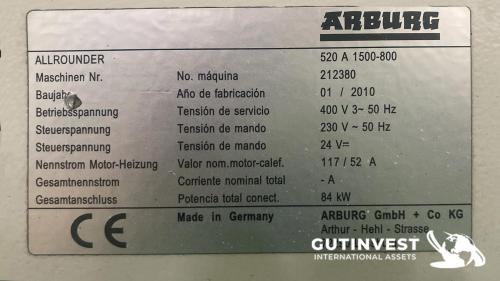 ARBURG
ALLROUNDER 520 A 1500-800
Maschinen Nr. No. máquina 212380
Baujahr Año de fabricación 01 / 2010
Betriebsspannung Tensión de servicio 400 V 3~ 50 Hz
Steuerspannung Tensión de mando 230 V ~ 50 Hz
Steuerspannung Tensión de mando 24 V=
Nennstrom Motor-Heizung Valor nom.motor-calef. 117 / 52 A
Gesamtnennstrom Corriente nominal total - A
Gesamtanschluss Potencia total conect. 84 kW
CE Made in Germany ARBURG GmbH + Co KG
Arthur - Hehl - Strasse
GUTINVEST
INTERNATIONAL ASSETS